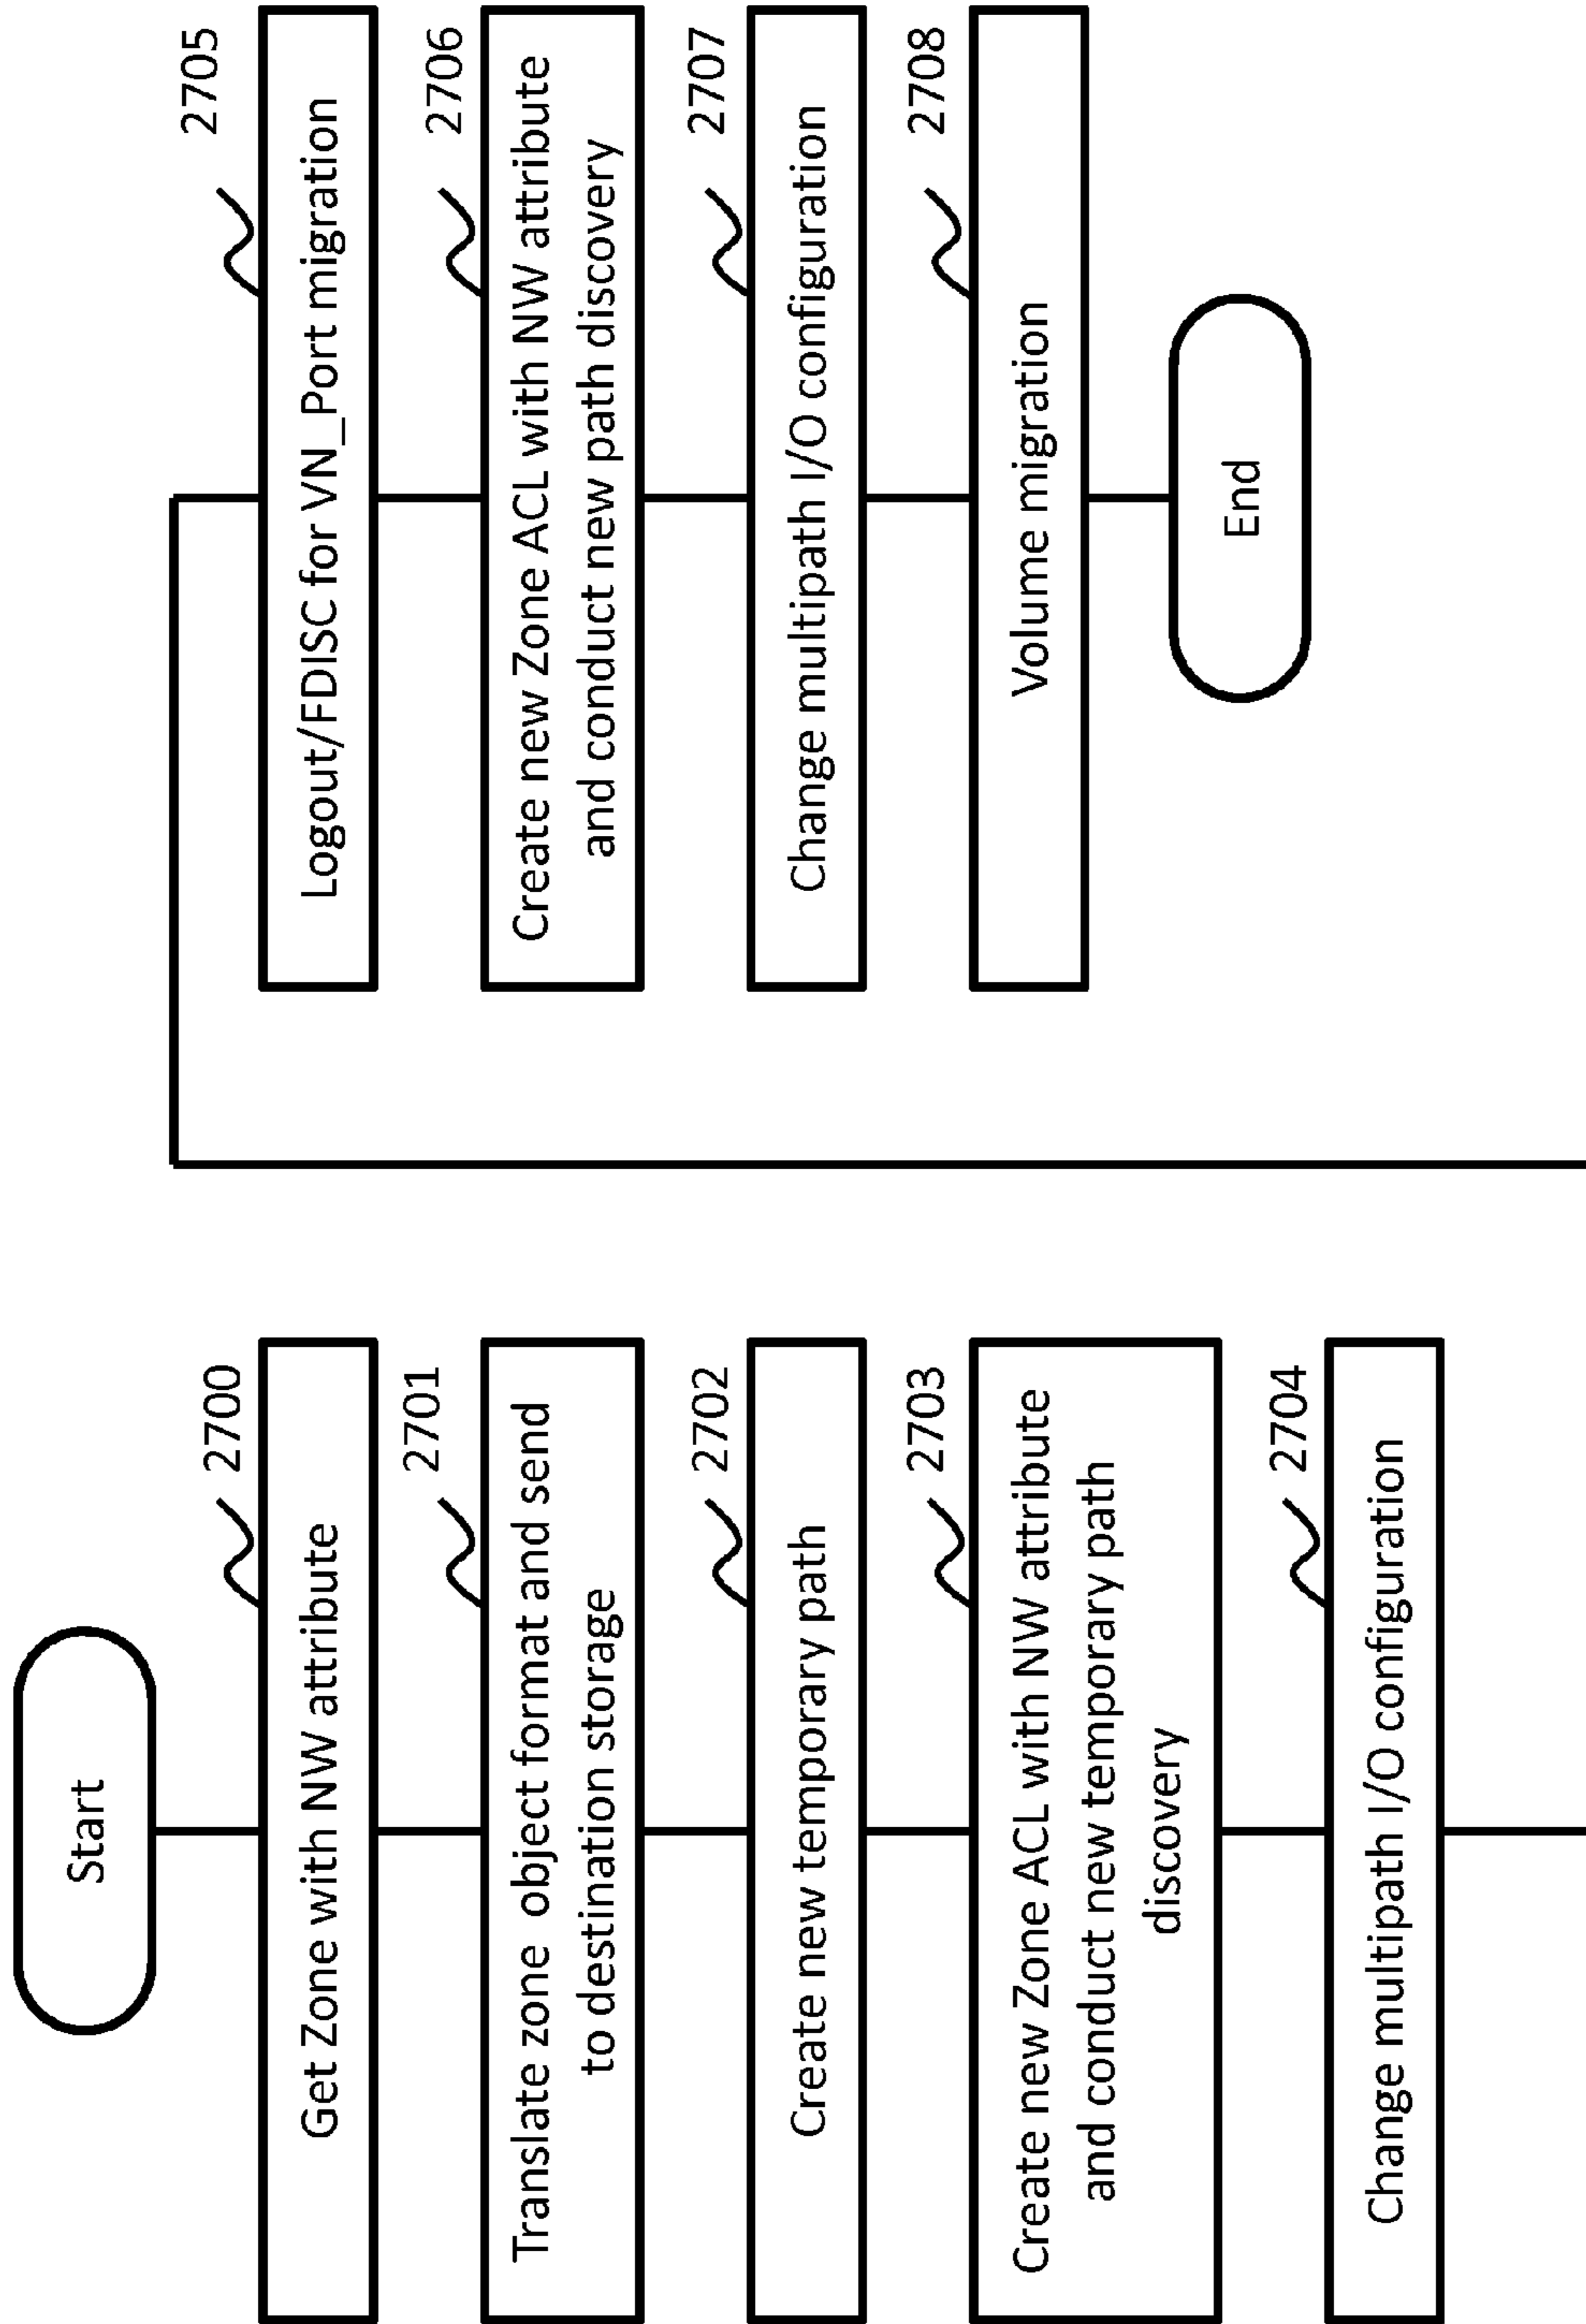 Start
2700
Get Zone with NW attribute
2701
Translate zone object format and send
to destination storage
2702
Create new temporary path
2703
Create new Zone ACL with NW attribute
and conduct new temporary path
discovery
2704
Change multipath I/O configuration
2705
Logout/FDISC for VN_Port migration
2706
Create new Zone ACL with NW attribute
and conduct new path discovery
2707
Change multipath I/O configuration
2708
Volume migration
End